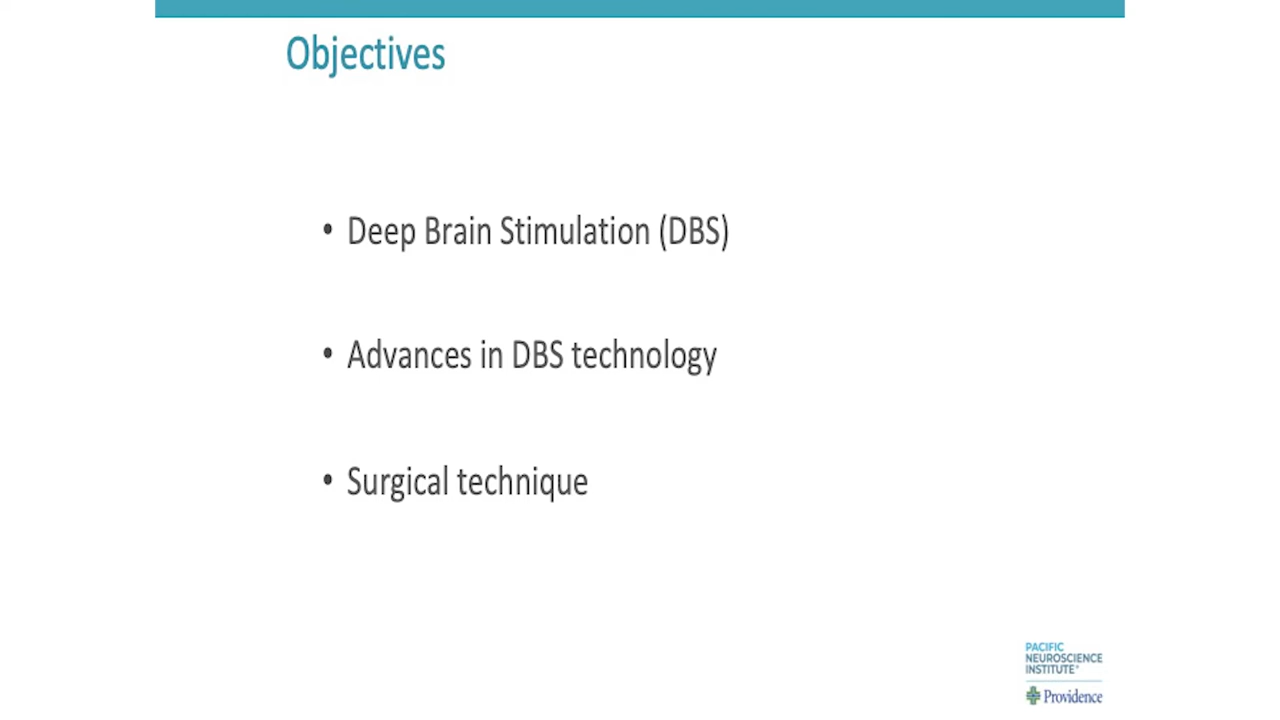 Objectives
• Deep Brain Stimulation (DBS)
• Advances in DBS technology
• Surgical technique
PACIFIC
NEUROSCIENCE
INSTITUTE
Providence